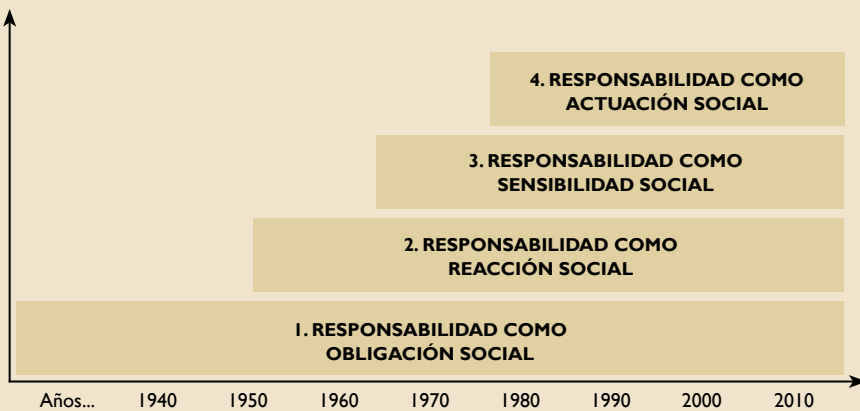 4. RESPONSABILIDAD COMO
ACTUACIÓN SOCIAL
3. RESPONSABILIDAD COMO
SENSIBILIDAD SOCIAL
2. RESPONSABILIDAD COMO
REACCIÓN SOCIAL
1. RESPONSABILIDAD COMO
OBLIGACIÓN SOCIAL
Años... 1940 1950 1960 1970 1980 1990 2000 2010